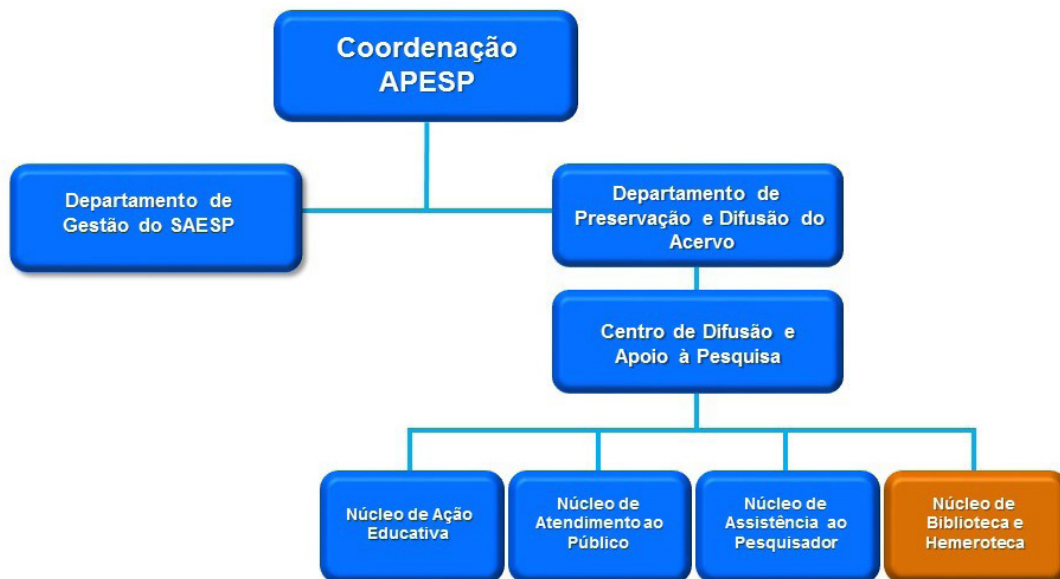 Coordenação
APESP
Departamento de
Gestão do SAESP
Departamento de
Preservação e Difusão do
Acervo
Centro de Difusão e
Apoio à Pesquisa
Núcleo de Ação
Educativa
Núcleo de
Atendimento ao
Público
Núcleo de
Assistência ao
Pesquisador
Núcleo de
Biblioteca e
Hemeroteca